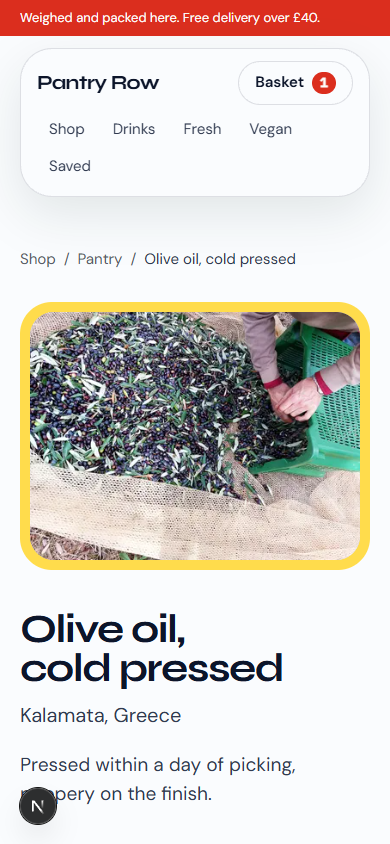 Weighed and packed here. Free delivery over £40.
Pantry Row
Basket 1
Shop Drinks Fresh Vegan
Saved
Shop / Pantry / Olive oil, cold pressed
Olive oil,
cold pressed
Kalamata, Greece
Pressed within a day of picking,
on the finish.
N